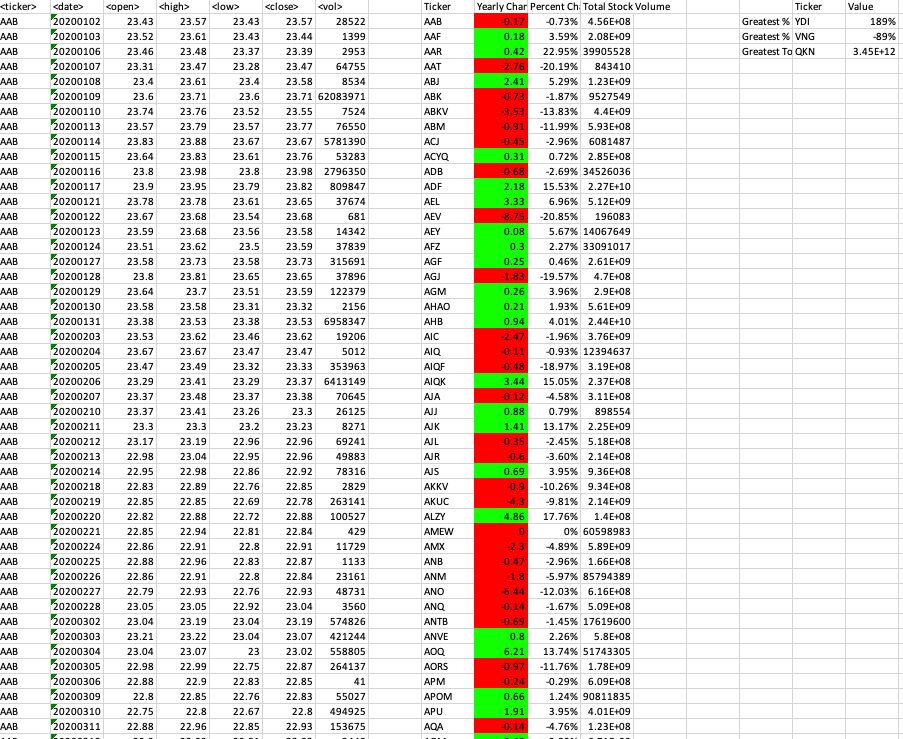 <ticker> <date> <open> <high> <low> <close> <vol> Ticker Yearly Char Percent Ch Total Stock Volume Ticker Value
AAB 20200102 23.43 23.57 23.43 23.57 28522 AAB -0.17 -0.73% 4.56E+08 Greatest % YDI 189%
AAB 20200103 23.52 23.61 23.43 23.44 1399 AAF 0.18 3.59% 2.08E+09 Greatest % VNG -89%
AAB 20200106 23.46 23.48 23.37 23.39 2953 AAR 0.42 22.95% 39905528 Greatest To QKN 3.45E+12
AAB 20200107 23.31 23.47 23.28 23.47 64755 AAT -2.76 -20.19% 843410
AAB 20200108 23.4 23.61 23.4 23.58 8534 ABJ 2.41 5.29% 1.23E+09
AAB 20200109 23.6 23.71 23.6 23.71 62083971 ABK -0.73 -1.87% 9527549
AAB 20200110 23.74 23.76 23.52 23.55 7524 ABKV -3.53 -13.83% 4.4E+09
AAB 20200113 23.57 23.79 23.57 23.77 76550 ABM -0.91 -11.99% 5.93E+08
AAB 20200114 23.83 23.88 23.67 23.67 5781390 ACJ -0.45 -2.96% 6081487
AAB 20200115 23.64 23.83 23.61 23.76 53283 ACYQ 0.31 0.72% 2.85E+08
AAB 20200116 23.8 23.98 23.8 23.98 2796350 ADB -0.68 -2.69% 34526036
AAB 20200117 23.9 23.95 23.79 23.82 809847 ADF 2.18 15.53% 2.27E+10
AAB 20200121 23.78 23.78 23.61 23.65 37674 AEL 3.33 6.96% 5.12E+09
AAB 20200122 23.67 23.68 23.54 23.68 681 AEV -8.75 -20.85% 196083
AAB 20200123 23.59 23.68 23.56 23.58 14342 AEY 0.08 5.67% 14067649
AAB 20200124 23.51 23.62 23.5 23.59 37839 AFZ 0.3 2.27% 33091017
AAB 20200127 23.58 23.73 23.58 23.73 315691 AGF 0.25 0.46% 2.61E+09
AAB 20200128 23.8 23.81 23.65 23.65 37896 AGJ -1.83 -19.57% 4.7E+08
AAB 20200129 23.64 23.7 23.51 23.59 122379 AGM 0.26 3.96% 2.9E+08
AAB 20200130 23.58 23.58 23.31 23.32 2156 AHAO 0.21 1.93% 5.61E+09
AAB 20200131 23.38 23.53 23.38 23.53 6958347 AHB 0.94 4.01% 2.44E+10
AAB 20200203 23.53 23.62 23.46 23.62 19206 AIC -2.47 -1.96% 3.76E+09
AAB 20200204 23.67 23.67 23.47 23.47 5012 AIQ -0.11 -0.93% 12394637
AAB 20200205 23.47 23.49 23.32 23.33 353963 AIQF -0.48 -18.97% 3.19E+08
AAB 20200206 23.29 23.41 23.29 23.37 6413149 AIQK 3.44 15.05% 2.37E+08
AAB 20200207 23.37 23.48 23.37 23.38 70645 AJA -0.12 -4.58% 3.11E+08
AAB 20200210 23.37 23.41 23.26 23.3 26125 AJJ 0.88 0.79% 898554
AAB 20200211 23.3 23.3 23.2 23.23 8271 AJK 1.41 13.17% 2.25E+09
AAB 20200212 23.17 23.19 22.96 22.96 69241 AJL -0.35 -2.45% 5.18E+08
AAB 20200213 22.98 23.04 22.95 22.96 49883 AJR -0.6 -3.60% 2.14E+08
AAB 20200214 22.95 22.98 22.86 22.92 78316 AJS 0.69 3.95% 9.36E+08
AAB 20200218 22.83 22.89 22.76 22.85 2829 AKKV -0.9 -10.26% 9.34E+08
AAB 20200219 22.85 22.85 22.69 22.78 263141 AKUC -4.3 -9.81% 2.14E+09
AAB 20200220 22.82 22.88 22.72 22.88 100527 ALZY 4.86 17.76% 1.4E+08
AAB 20200221 22.85 22.94 22.81 22.84 429 AMEW 0 0% 60598983
AAB 20200224 22.86 22.91 22.8 22.91 11729 AMX -2.3 -4.89% 5.89E+09
AAB 20200225 22.88 22.96 22.83 22.87 1133 ANB -0.47 -2.96% 1.66E+08
AAB 20200226 22.86 22.91 22.8 22.84 23161 ANM -1.8 -5.97% 85794389
AAB 20200227 22.79 22.93 22.76 22.93 48731 ANO -6.44 -12.03% 6.16E+08
AAB 20200228 23.05 23.05 22.92 23.04 3560 ANQ -0.14 -1.67% 5.09E+08
AAB 20200302 23.04 23.19 23.04 23.19 574826 ANTB -0.69 -1.45% 17619600
AAB 20200303 23.21 23.22 23.04 23.07 421244 ANVE 0.8 2.26% 5.8E+08
AAB 20200304 23.04 23.07 23 23.02 558805 AOQ 6.21 13.74% 51743305
AAB 20200305 22.98 22.99 22.75 22.87 264137 AORS -0.97 -11.76% 1.78E+09
AAB 20200306 22.88 22.9 22.83 22.85 41 APM -0.24 -0.29% 6.09E+08
AAB 20200309 22.8 22.85 22.76 22.83 55027 APOM 0.66 1.24% 90811835
AAB 20200310 22.75 22.8 22.67 22.8 494925 APU 1.91 3.95% 4.01E+09
AAB 20200311 22.88 22.96 22.85 22.93 153675 AQA -0.14 -4.76% 1.23E+08